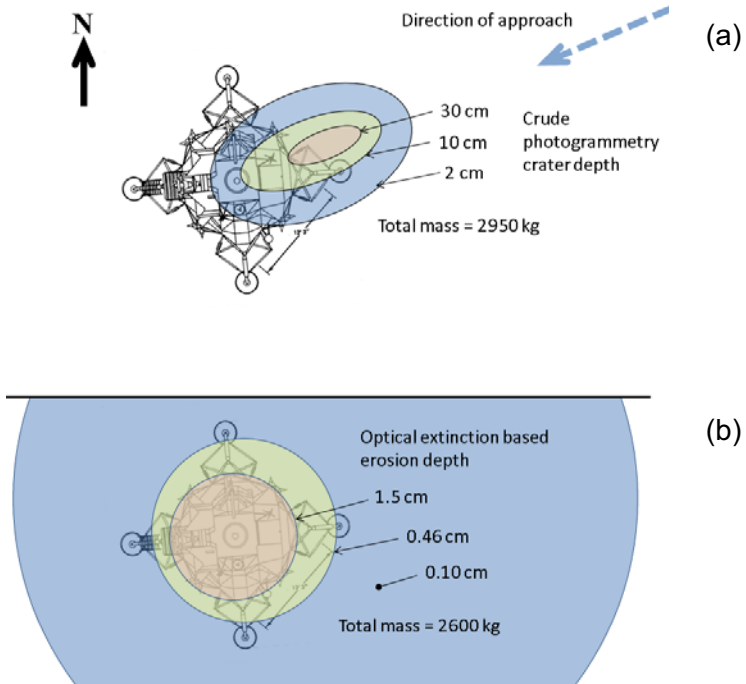 Direction of approach
(a)
N
30 cm
10 cm
2 cm
Crude
photogrammetry
crater depth
Total mass = 2950 kg
(b)
Optical extinction based
erosion depth
1.5 cm
0.46 cm
0.10 cm
Total mass = 2600 kg